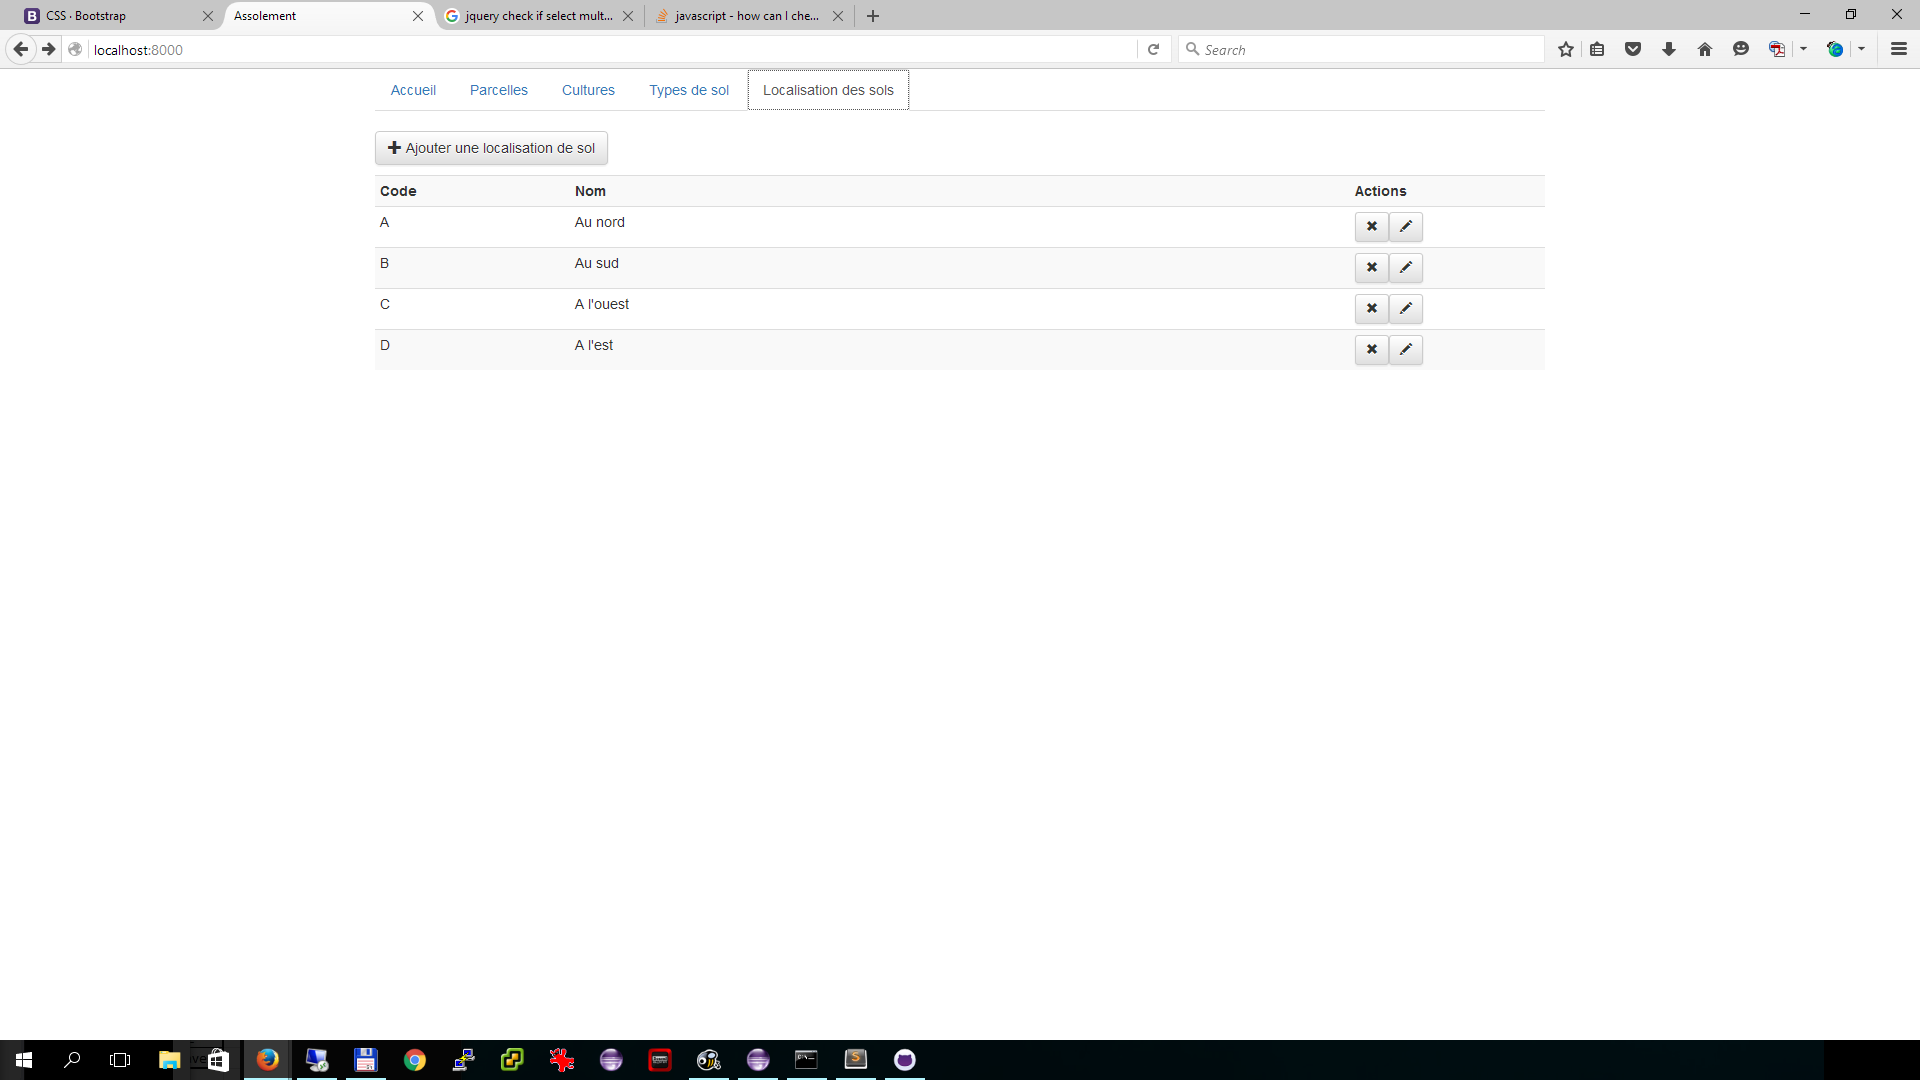 CSS · Bootstrap
Assolement
jquery check if select mult...
javascript - how can I che...
localhost:8000
Search
Accueil
Parcelles
Cultures
Types de sol
Localisation des sols
Ajouter une localisation de sol
Code Nom Actions
A Au nord
B Au sud
C A l'ouest
D A l'est